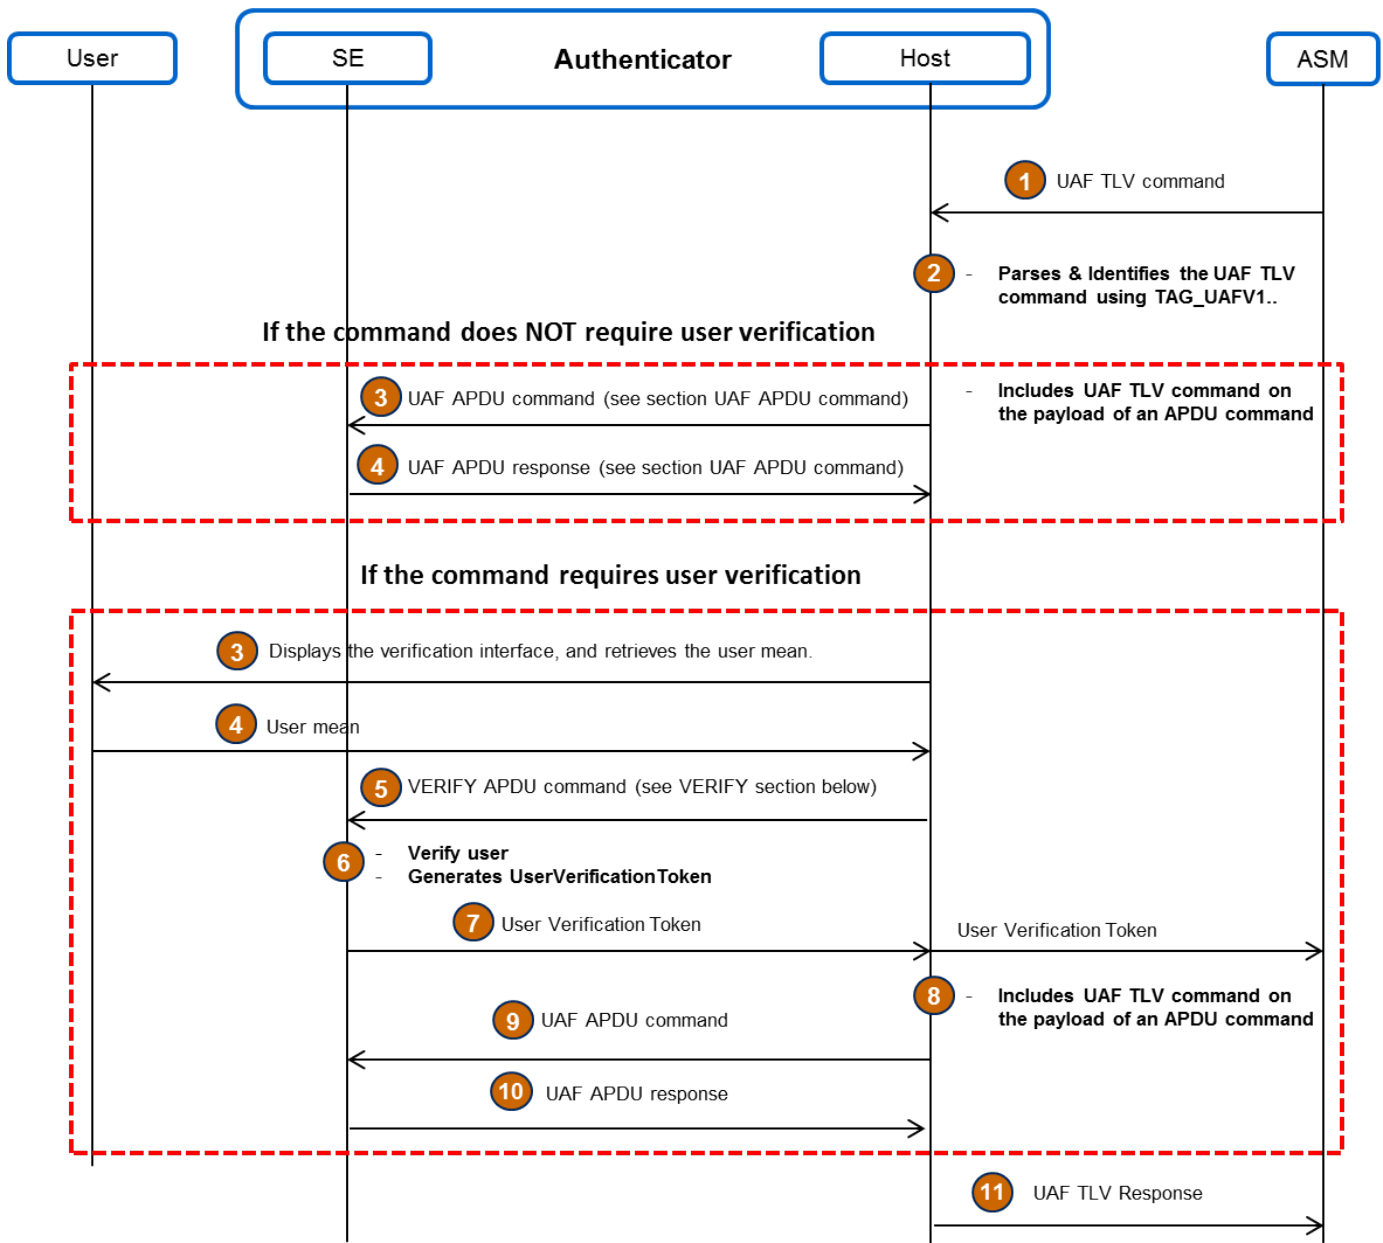 User
SE
Authenticator
Host
ASM
1 UAF TLV command
2 - Parses & Identifies the UAF TLV
command using TAG_UAFV1..
If the command does NOT require user verification
3 UAF APDU command (see section UAF APDU command)
- Includes UAF TLV command on
the payload of an APDU command
4 UAF APDU response (see section UAF APDU command)
If the command requires user verification
3 Displays the verification interface, and retrieves the user mean.
4 User mean
5 VERIFY APDU command (see VERIFY section below)
6 - Verify user
- Generates UserVerificationToken
7 User Verification Token
User Verification Token
8 - Includes UAF TLV command on
the payload of an APDU command
9 UAF APDU command
10 UAF APDU response
11 UAF TLV Response